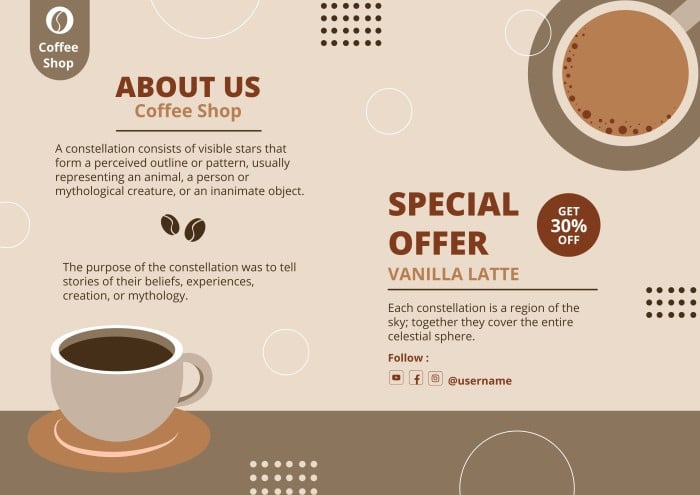 Coffee
Shop
ABOUT US
Coffee Shop
A constellation consists of visible stars that
form a perceived outline or pattern, usually
representing an animal, a person or
mythological creature, or an inanimate object.
The purpose of the constellation was to tell
stories of their beliefs, experiences,
creation, or mythology.
SPECIAL
OFFER
GET
30%
OFF
VANILLA LATTE
Each constellation is a region of the
sky; together they cover the entire
celestial sphere.
Follow :
@username